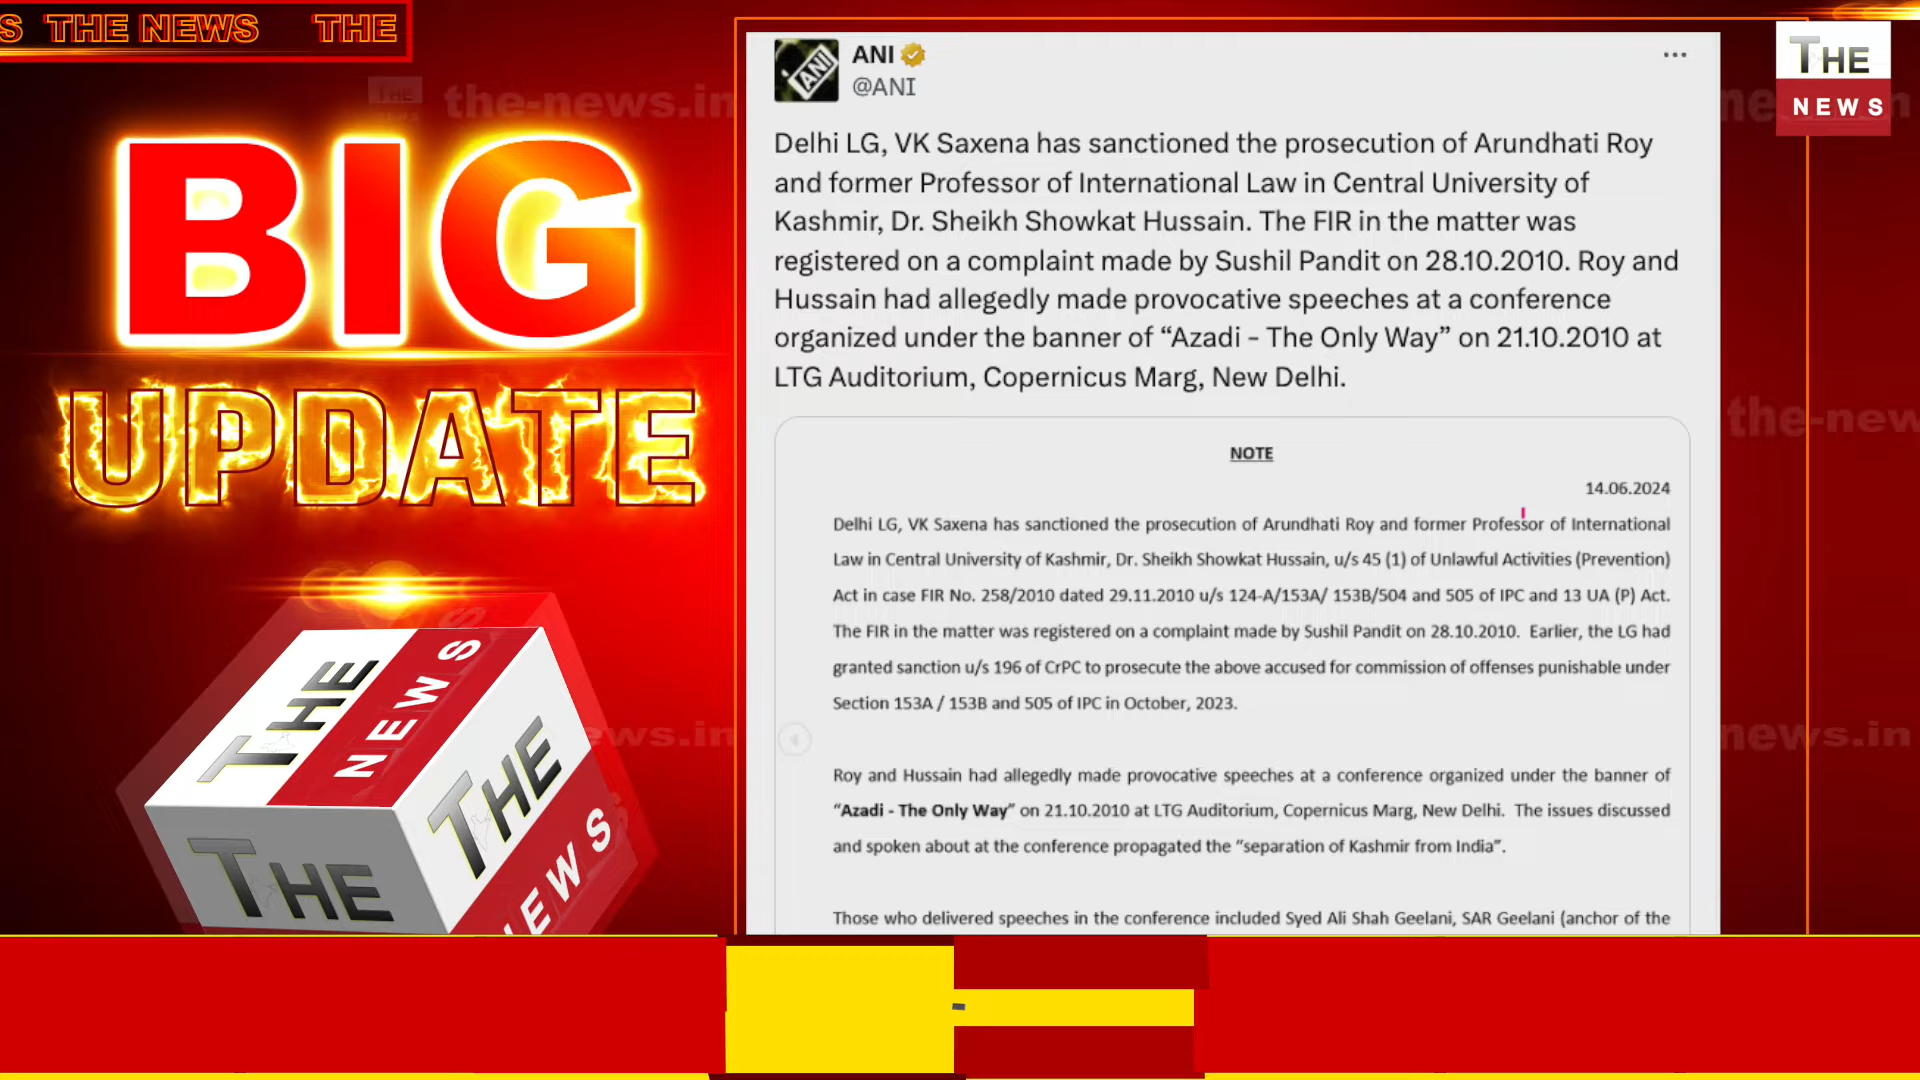 S THE NEWS THE
BIG
UPDATE
THE
NEWS
THE
NEWS
THE
the-news.in
ANI
@ANI
Delhi LG, VK Saxena has sanctioned the prosecution of Arundhati Roy
and former Professor of International Law in Central University of
Kashmir, Dr. Sheikh Showkat Hussain. The FIR in the matter was
registered on a complaint made by Sushil Pandit on 28.10.2010. Roy and
Hussain had allegedly made provocative speeches at a conference
organized under the banner of “Azadi - The Only Way” on 21.10.2010 at
LTG Auditorium, Copernicus Marg, New Delhi.
NOTE
14.06.2024
Delhi LG, VK Saxena has sanctioned the prosecution of Arundhati Roy and former Professor of International
Law in Central University of Kashmir, Dr. Sheikh Showkat Hussain, u/s 45 (1) of Unlawful Activities (Prevention)
Act in case FIR No. 258/2010 dated 29.11.2010 u/s 124-A/153A/ 153B/504 and 505 of IPC and 13 UA (P) Act.
The FIR in the matter was registered on a complaint made by Sushil Pandit on 28.10.2010. Earlier, the LG had
granted sanction u/s 196 of CrPC to prosecute the above accused for commission of offenses punishable under
Section 153A / 153B and 505 of IPC in October, 2023.
Roy and Hussain had allegedly made provocative speeches at a conference organized under the banner of
“Azadi - The Only Way” on 21.10.2010 at LTG Auditorium, Copernicus Marg, New Delhi. The issues discussed
and spoken about at the conference propagated the “separation of Kashmir from India”.
Those who delivered speeches in the conference included Syed Ali Shah Geelani, SAR Geelani (anchor of the
THE
NEWS
the-news
news.in